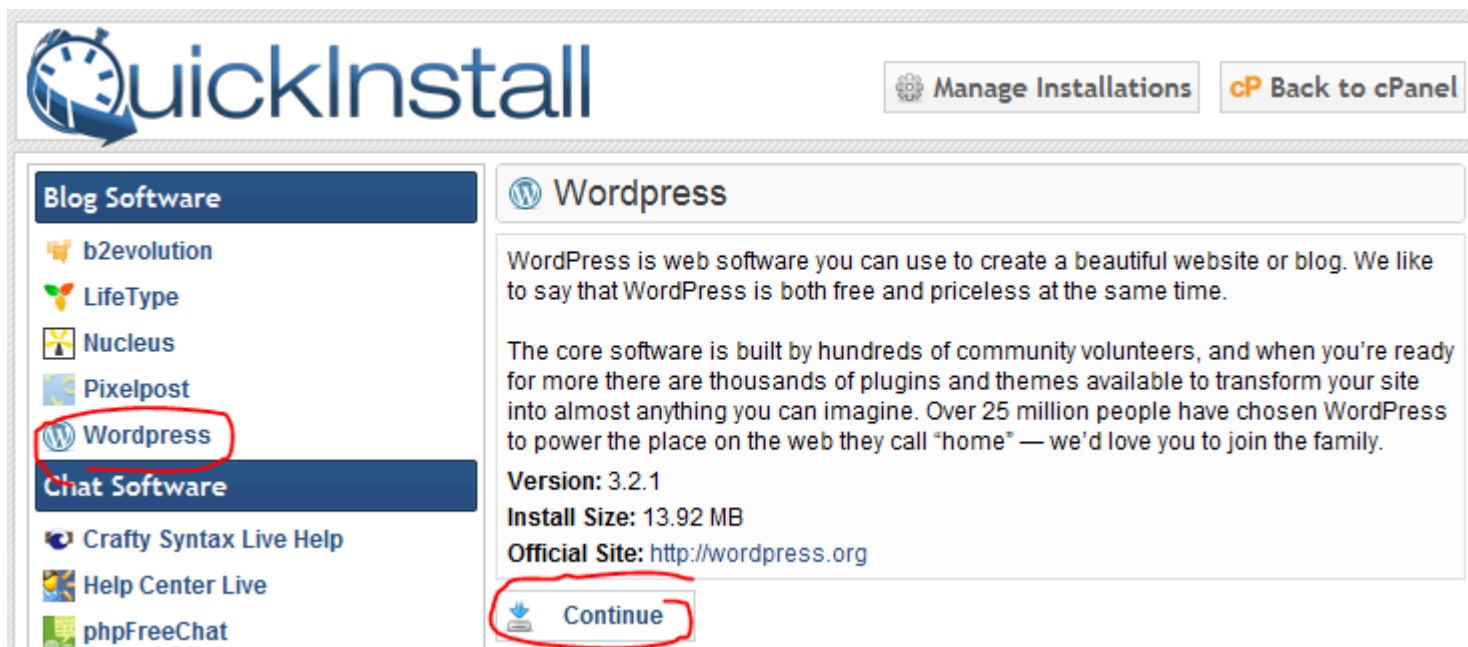 QuickInstall
Manage Installations
cP Back to cPanel
Blog Software
b2evolution
LifeType
Nucleus
Pixelpost
Wordpress
Chat Software
Crafty Syntax Live Help
Help Center Live
phpFreeChat
Wordpress
WordPress is web software you can use to create a beautiful website or blog. We like
to say that WordPress is both free and priceless at the same time.
The core software is built by hundreds of community volunteers, and when you’re ready
for more there are thousands of plugins and themes available to transform your site
into almost anything you can imagine. Over 25 million people have chosen WordPress
to power the place on the web they call “home” — we’d love you to join the family.
Version: 3.2.1
Install Size: 13.92 MB
Official Site: http://wordpress.org
Continue